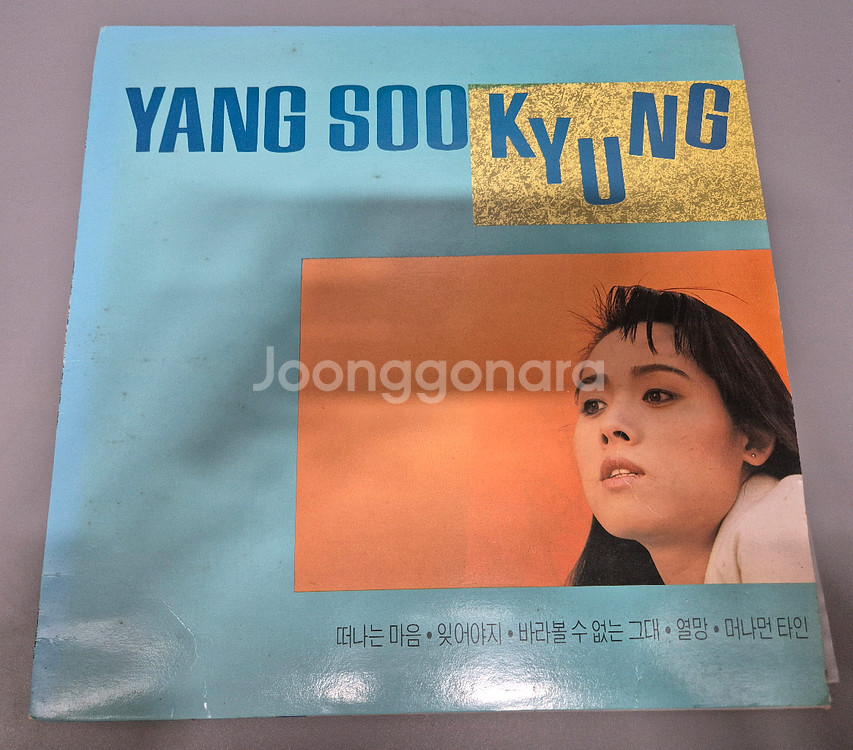 YANG SOO KYUNG
Joonggonara
떠나는 마음 • 잊어야지 • 바라볼 수 없는 그대 • 열망 • 머나먼 타인